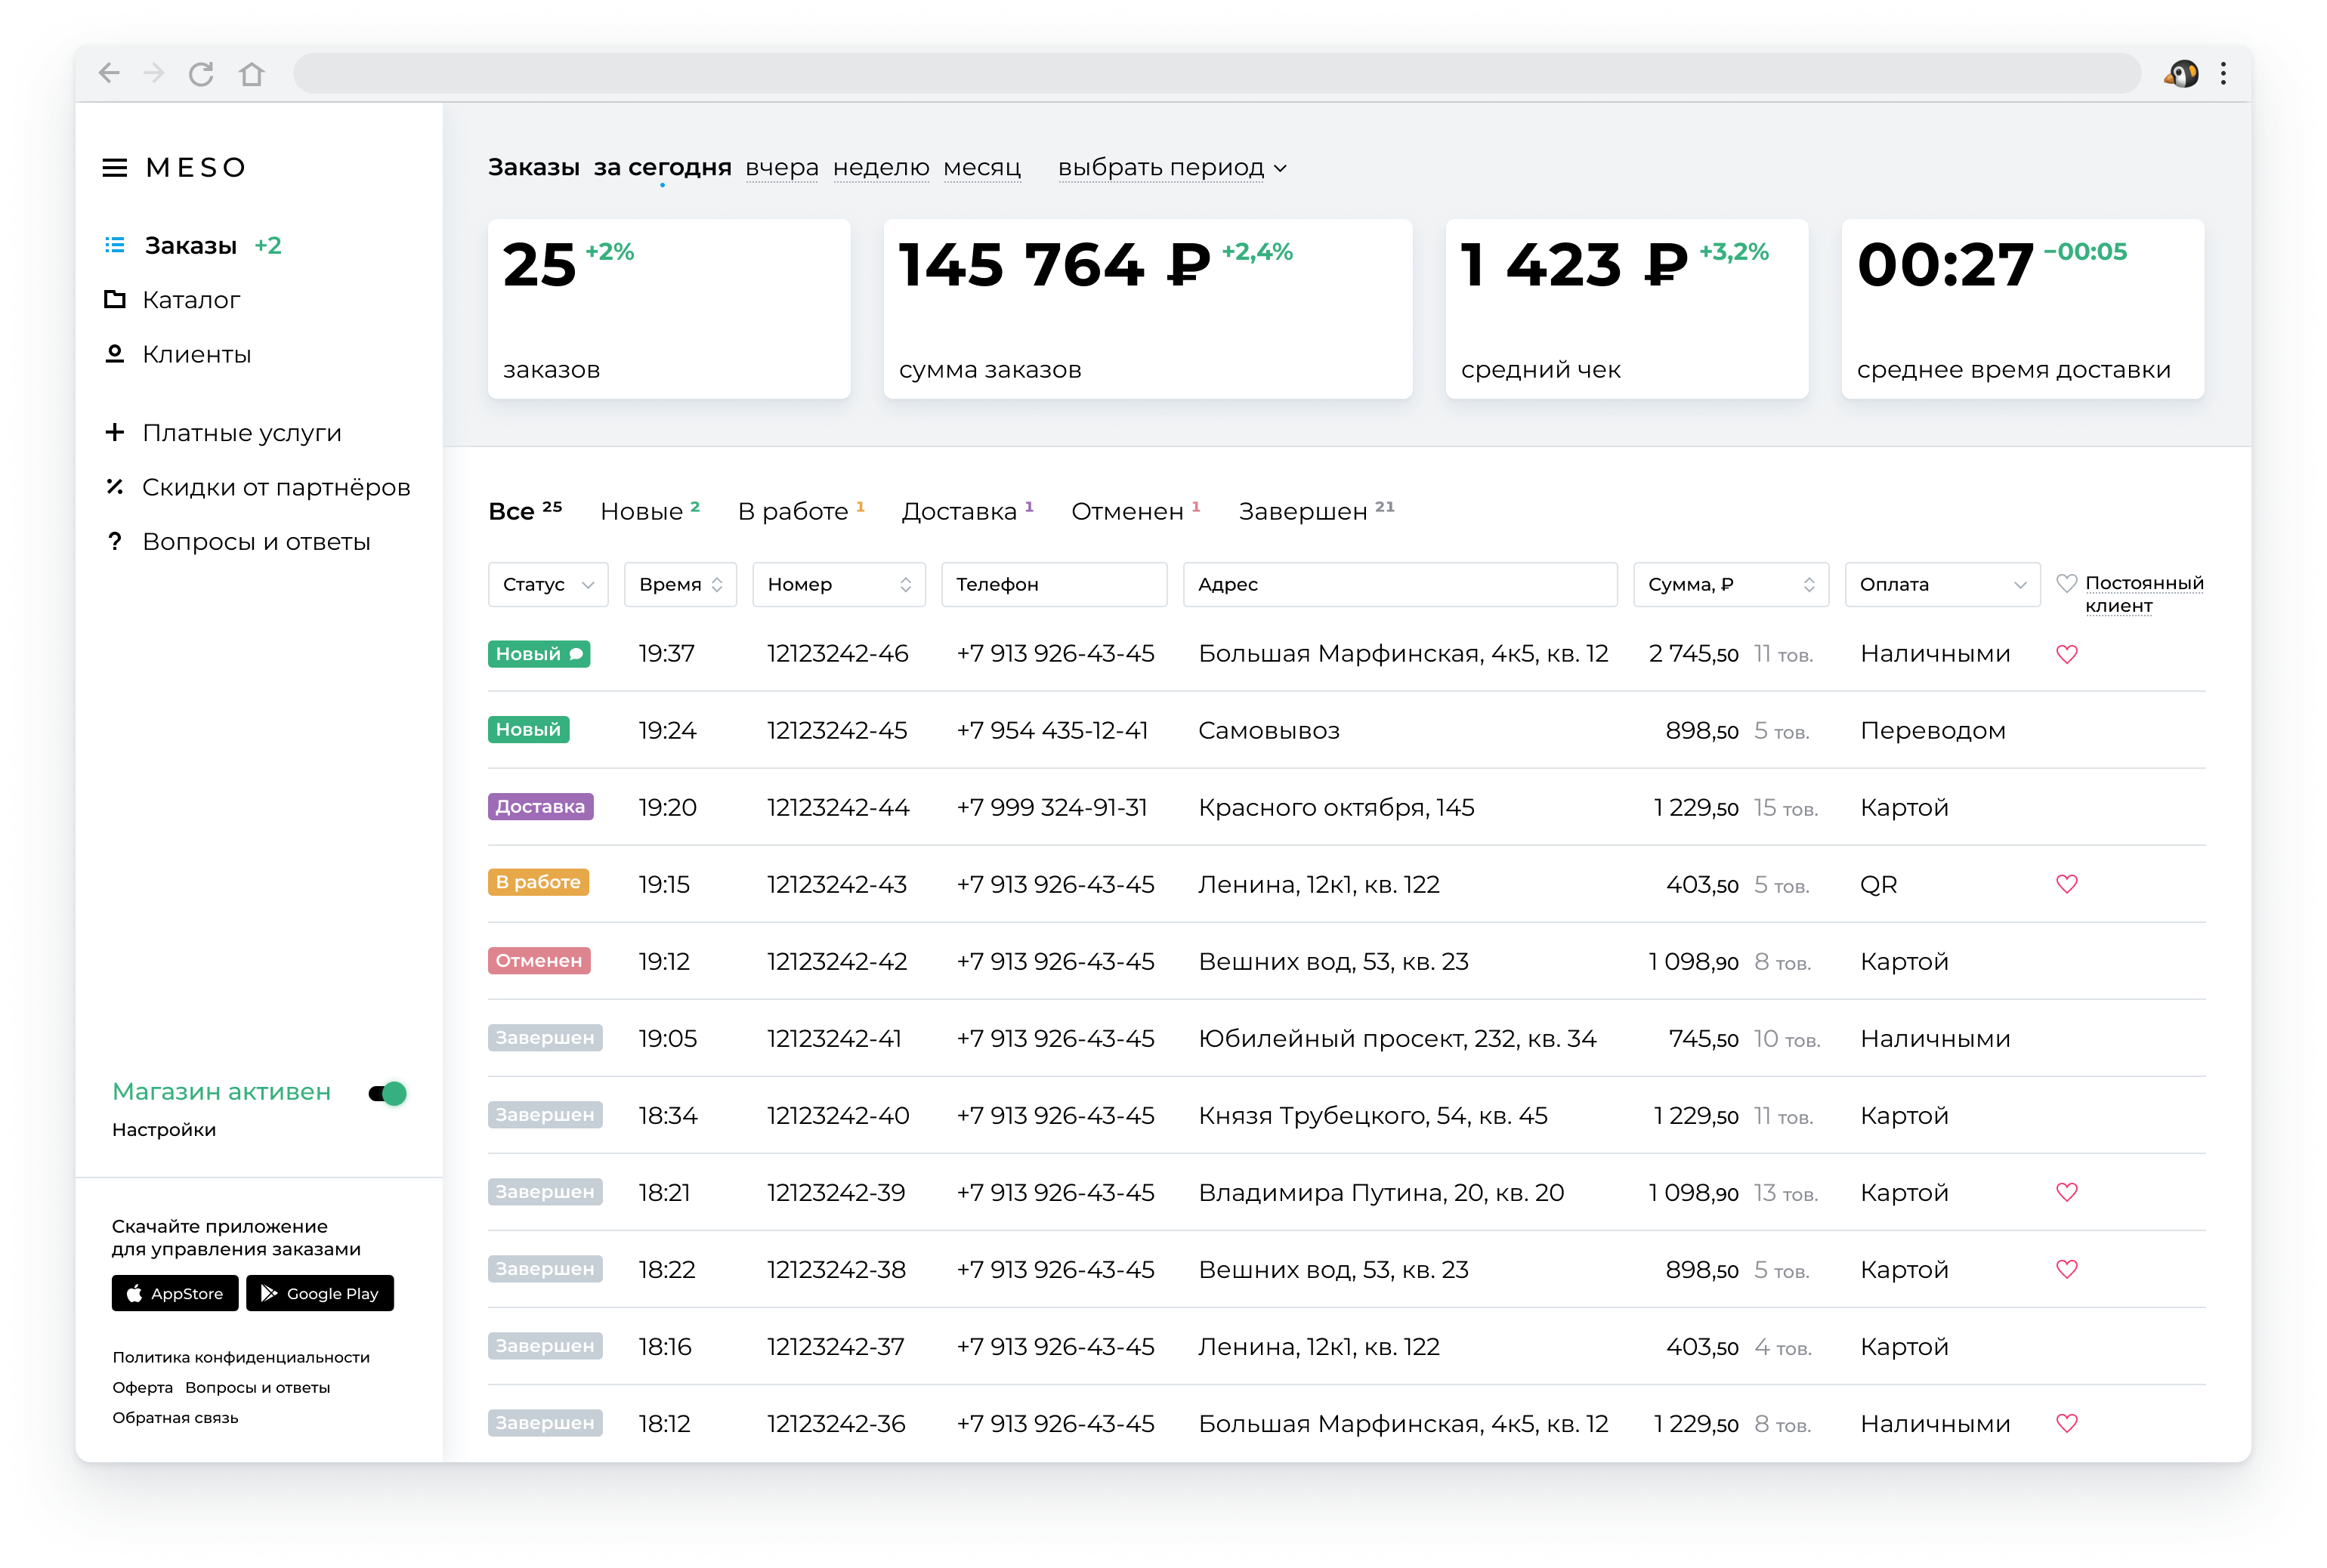 MESO
Заказы +2
Каталог
Клиенты
Платные услуги
Скидки от партнёров
Вопросы и ответы
Магазин активен
Настройки
Скачайте приложение
для управления заказами
AppStore Google Play
Политика конфиденциальности
Оферта Вопросы и ответы
Обратная связь
Заказы за сегодня вчера неделю месяц выбрать период
25 +2%
заказов
145 764 ₽ +2,4%
сумма заказов
1 423 ₽ +3,2%
средний чек
00:27 −00:05
среднее время доставки
Все 25 Новые 2 В работе 1 Доставка 1 Отменен 1 Завершен 21
Статус Время Номер Телефон Адрес Сумма, ₽ Оплата Постоянный
клиент
Новый 19:37 12123242-46 +7 913 926-43-45 Большая Марфинская, 4к5, кв. 12 2 745,50 11 тов. Наличными
Новый 19:24 12123242-45 +7 954 435-12-41 Самовывоз 898,50 5 тов. Переводом
Доставка 19:20 12123242-44 +7 999 324-91-31 Красного октября, 145 1 229,50 15 тов. Картой
В работе 19:15 12123242-43 +7 913 926-43-45 Ленина, 12к1, кв. 122 403,50 5 тов. QR
Отменен 19:12 12123242-42 +7 913 926-43-45 Вешних вод, 53, кв. 23 1 098,90 8 тов. Картой
Завершен 19:05 12123242-41 +7 913 926-43-45 Юбилейный просект, 232, кв. 34 745,50 10 тов. Наличными
Завершен 18:34 12123242-40 +7 913 926-43-45 Князя Трубецкого, 54, кв. 45 1 229,50 11 тов. Картой
Завершен 18:21 12123242-39 +7 913 926-43-45 Владимира Путина, 20, кв. 20 1 098,90 13 тов. Картой
Завершен 18:22 12123242-38 +7 913 926-43-45 Вешних вод, 53, кв. 23 898,50 5 тов. Картой
Завершен 18:16 12123242-37 +7 913 926-43-45 Ленина, 12к1, кв. 122 403,50 4 тов. Картой
Завершен 18:12 12123242-36 +7 913 926-43-45 Большая Марфинская, 4к5, кв. 12 1 229,50 8 тов. Наличными